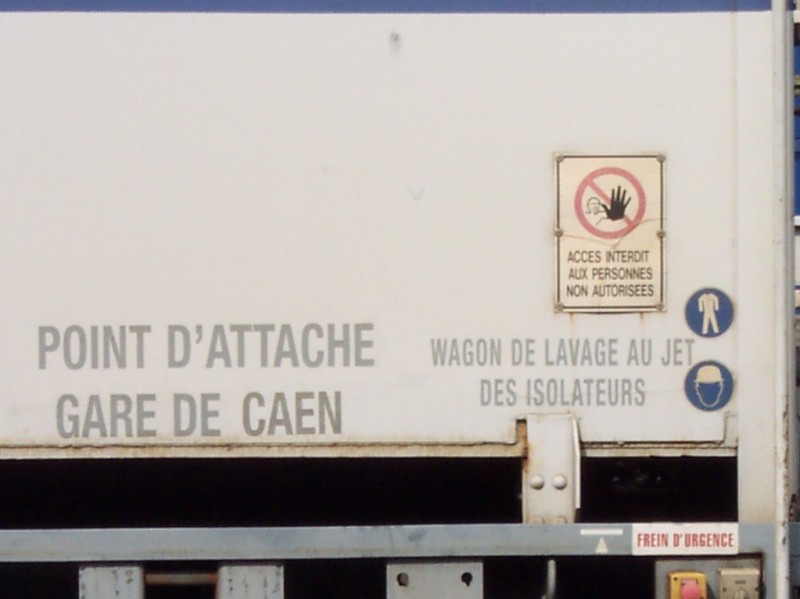 ACCES INTERDIT
AUX PERSONNES
NON AUTORISEES
POINT D'ATTACHE
GARE DE CAEN
WAGON DE LAVAGE AU JET
DES ISOLATEURS
FREIN D'URGENCE